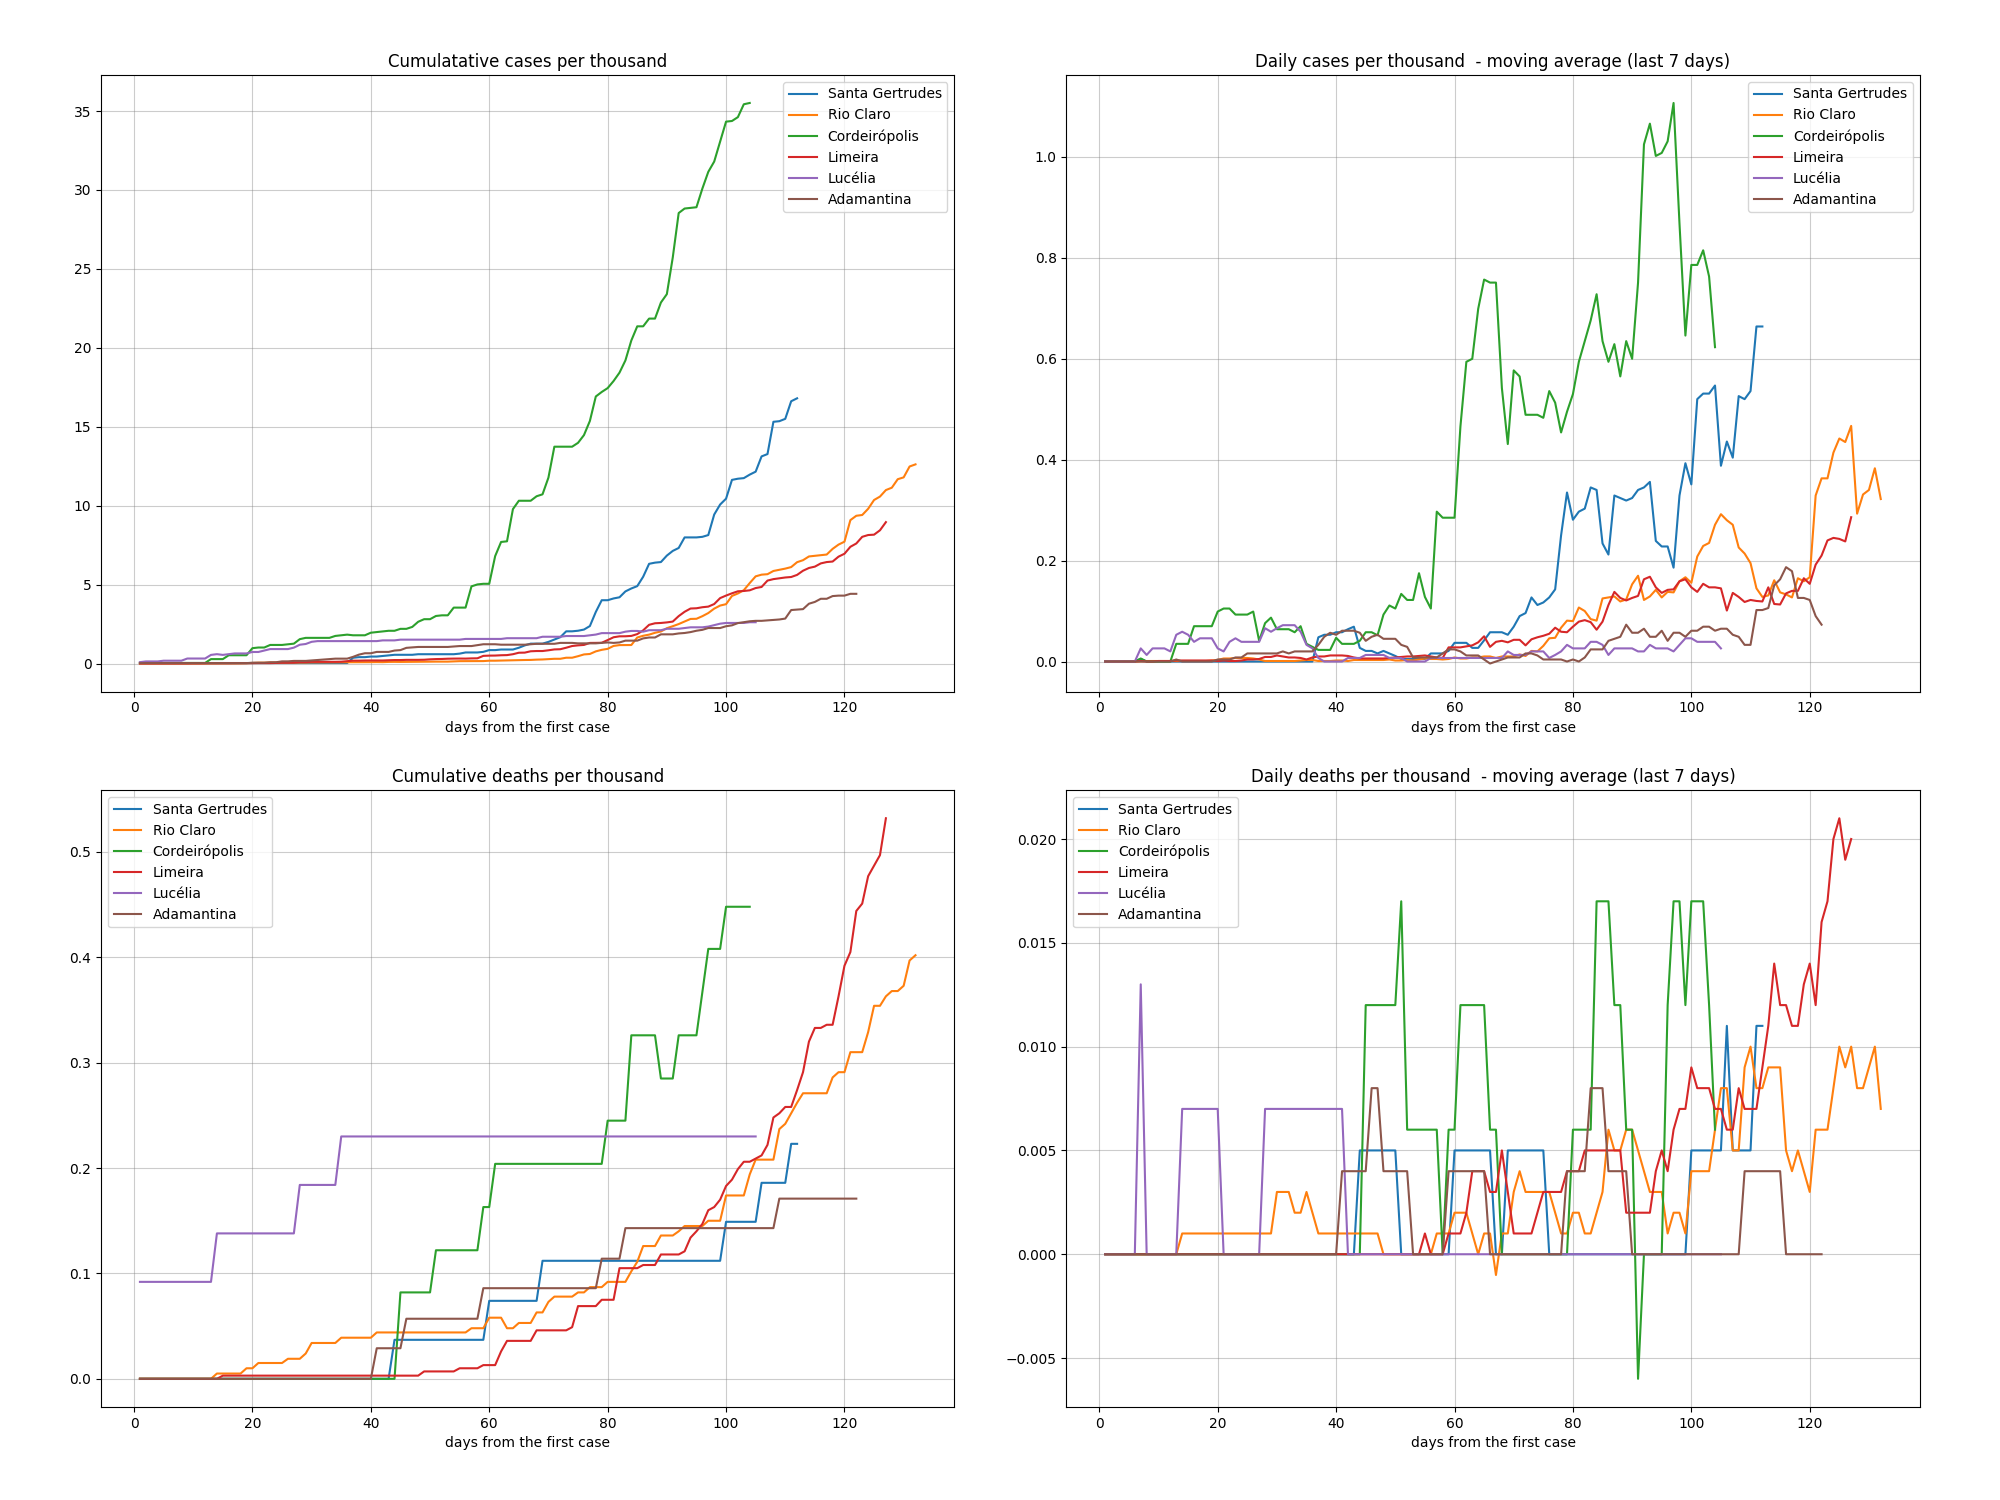 Cumulatative cases per thousand
Santa Gertrudes
Rio Claro
Cordeirópolis
Limeira
Lucélia
Adamantina
35
30
25
20
15
10
5
0
0 20 40 60 80 100 120
days from the first case
Daily cases per thousand - moving average (last 7 days)
Santa Gertrudes
Rio Claro
Cordeirópolis
Limeira
Lucélia
Adamantina
1.0
0.8
0.6
0.4
0.2
0.0
0 20 40 60 80 100 120
days from the first case
Cumulative deaths per thousand
Santa Gertrudes
Rio Claro
Cordeirópolis
Limeira
Lucélia
Adamantina
0.5
0.4
0.3
0.2
0.1
0.0
0 20 40 60 80 100 120
days from the first case
Daily deaths per thousand - moving average (last 7 days)
Santa Gertrudes
Rio Claro
Cordeirópolis
Limeira
Lucélia
Adamantina
0.020
0.015
0.010
0.005
0.000
−0.005
0 20 40 60 80 100 120
days from the first case